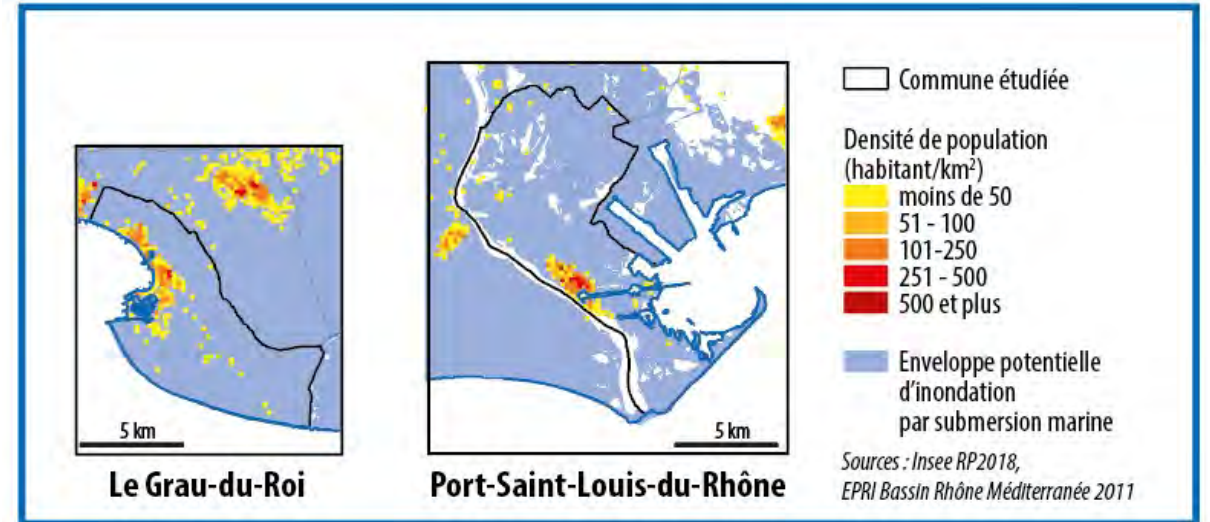 5 km
Le Grau-du-Roi
5 km
Port-Saint-Louis-du-Rhône
Commune étudiée
Densité de population
(habitant/km²)
moins de 50
51 - 100
101-250
251 - 500
500 et plus
Enveloppe potentielle
d'inondation
par submersion marine
Sources : Insee RP2018,
EPRI Bassin Rhône Méditerranée 2011